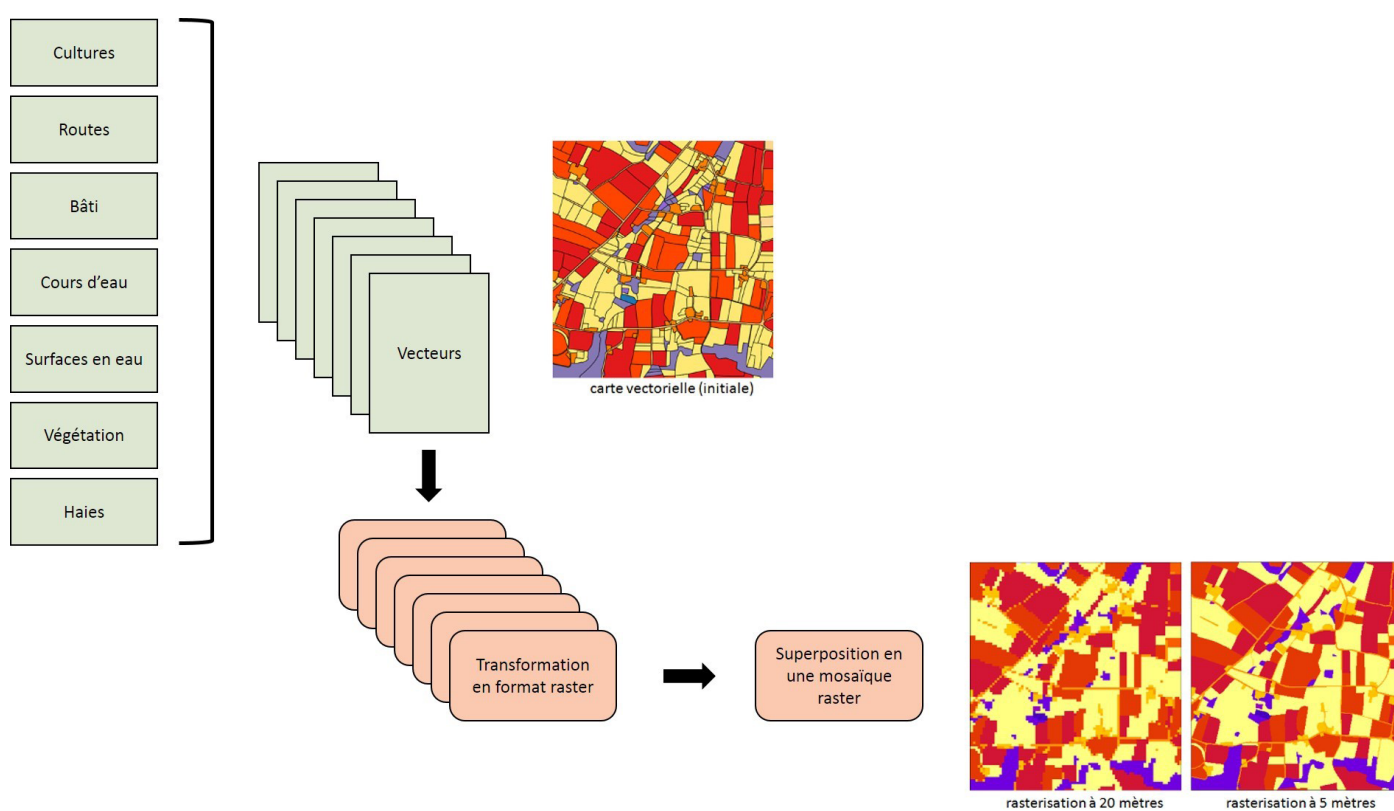 Cultures
Routes
Bâti
Cours d’eau
Surfaces en eau
Végétation
Haies
Vecteurs
carte vectorielle (initiale)
Transformation
en format raster
Superposition en
une mosaïque
raster
rasterisation à 20 mètres
rasterisation à 5 mètres